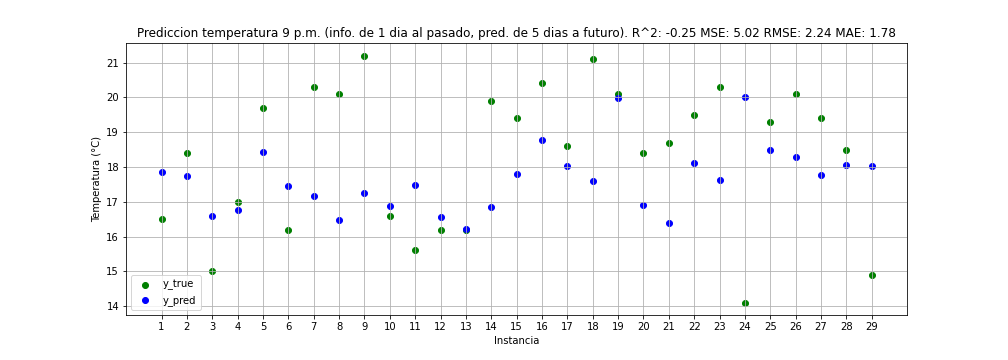 Prediccion temperatura 9 p.m. (info. de 1 dia al pasado, pred. de 5 dias a futuro). R^2: -0.25 MSE: 5.02 RMSE: 2.24 MAE: 1.78
Temperatura (°C)
21
20
19
18
17
16
15
14
y_true
y_pred
1 2 3 4 5 6 7 8 9 10 11 12 13 14 15 16 17 18 19 20 21 22 23 24 25 26 27 28 29
Instancia